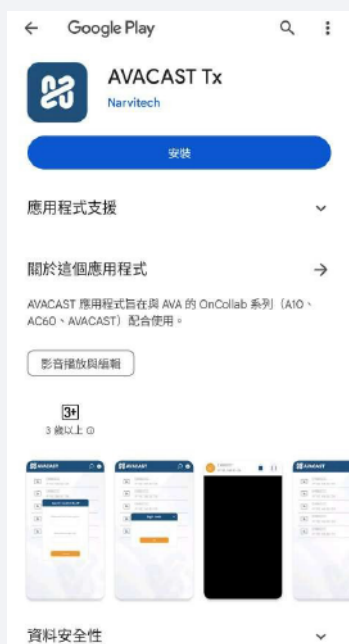 Google Play
AVACAST Tx
Narvitech
安裝
應用程式支援
關於這個應用程式
AVACAST 應用程式旨在與 AVA 的 OnCollab 系列（A10、
AC60、AVACAST）配合使用。
影音播放與編輯
3+
3 歲以上
AVACAST
AVACAST
AVACAST
資料安全性